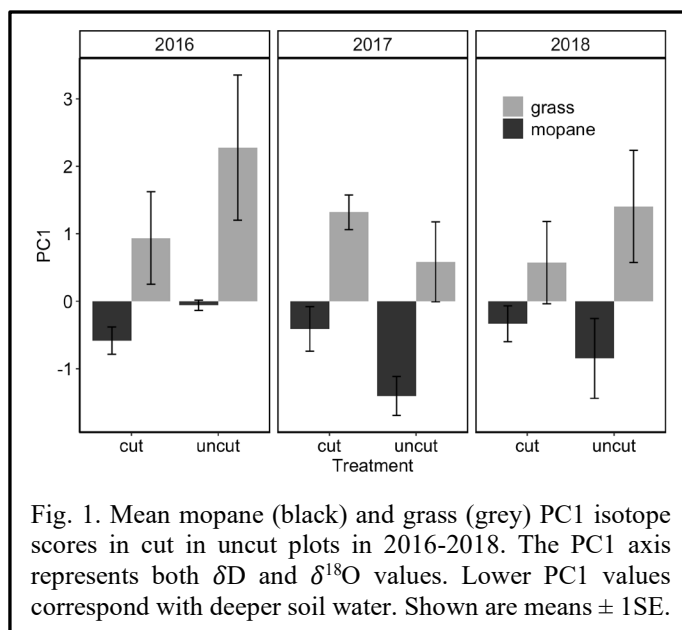 2016 2017 2018
grass
mopane
3
2
1
0
-1
PC1
cut uncut cut uncut cut uncut
Treatment
Fig. 1. Mean mopane (black) and grass (grey) PC1 isotope
scores in cut in uncut plots in 2016-2018. The PC1 axis
represents both δD and δ¹⁸O values. Lower PC1 values
correspond with deeper soil water. Shown are means ± 1SE.